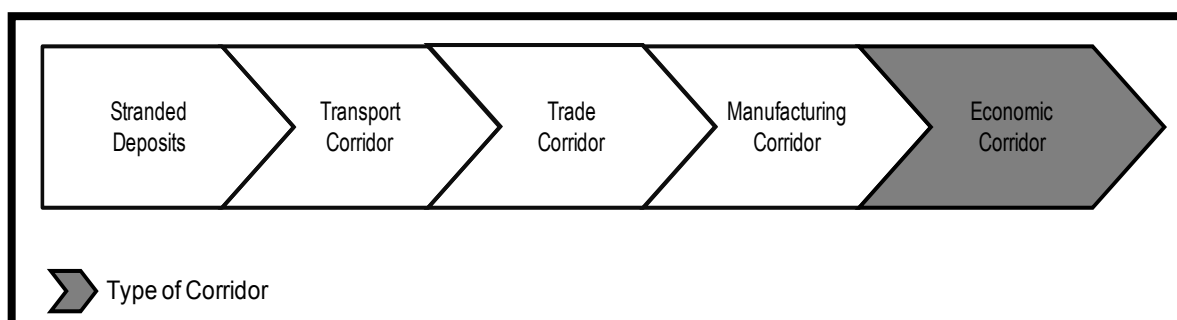 Stranded
Deposits
Transport
Corridor
Trade
Corridor
Manufacturing
Corridor
Economic
Corridor
Type of Corridor